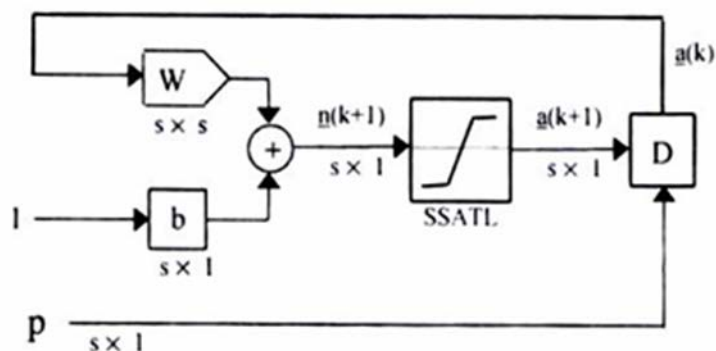 a(k)
W
s × s
n(k+1)
a(k+1)
+
D
s × 1
s × 1
SSATL
1
b
s × 1
p
s × 1